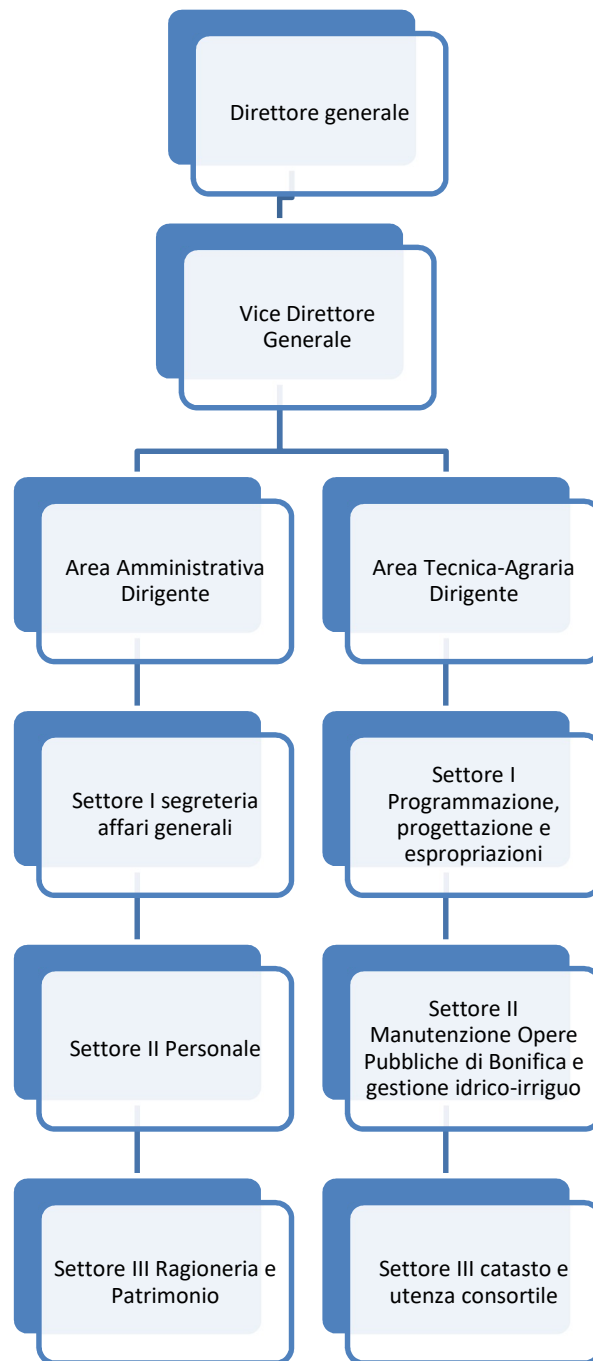 Direttore generale
Vice Direttore
Generale
Area Amministrativa
Dirigente
Area Tecnica-Agraria
Dirigente
Settore I segreteria
affari generali
Settore I
Programmazione,
progettazione e
espropriazioni
Settore II Personale
Settore II
Manutenzione Opere
Pubbliche di Bonifica e
gestione idrico-irriguo
Settore III Ragioneria e
Patrimonio
Settore III catasto e
utenza consortile